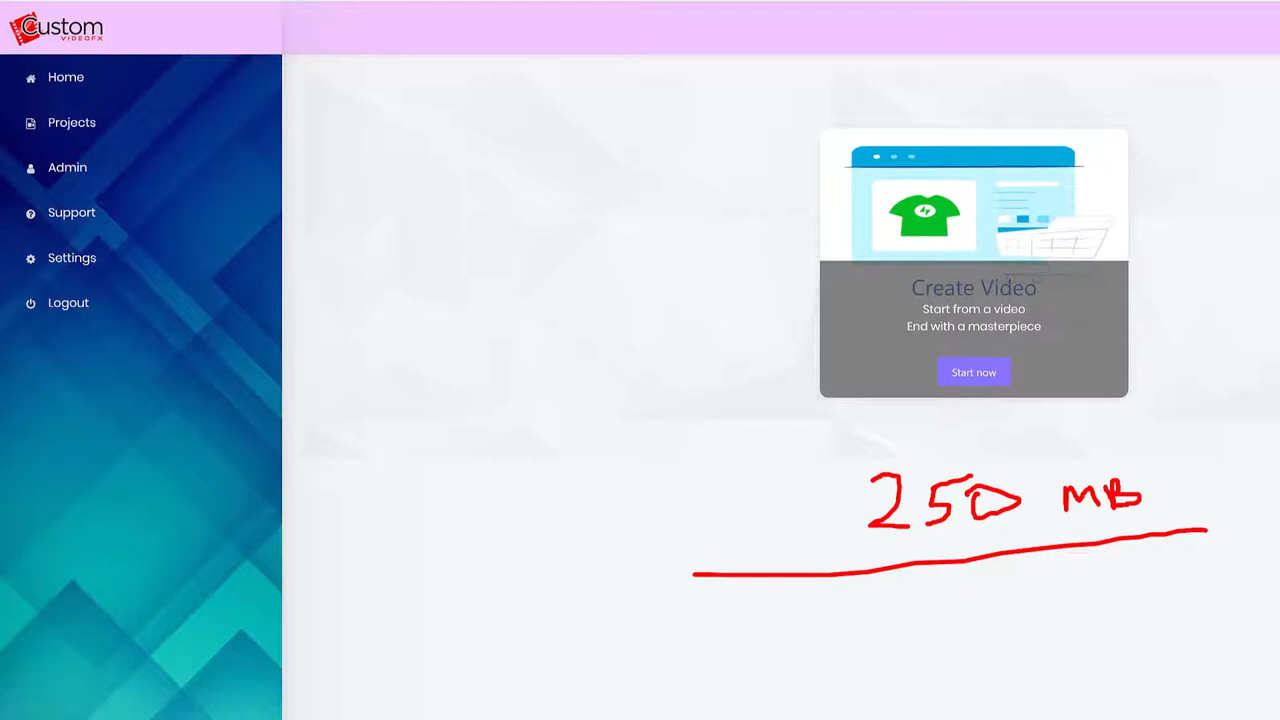 Custom
VIDEOFX
Home
Projects
Admin
Support
Settings
Logout
Create Video
Start from a video
End with a masterpiece
Start now
250 MB